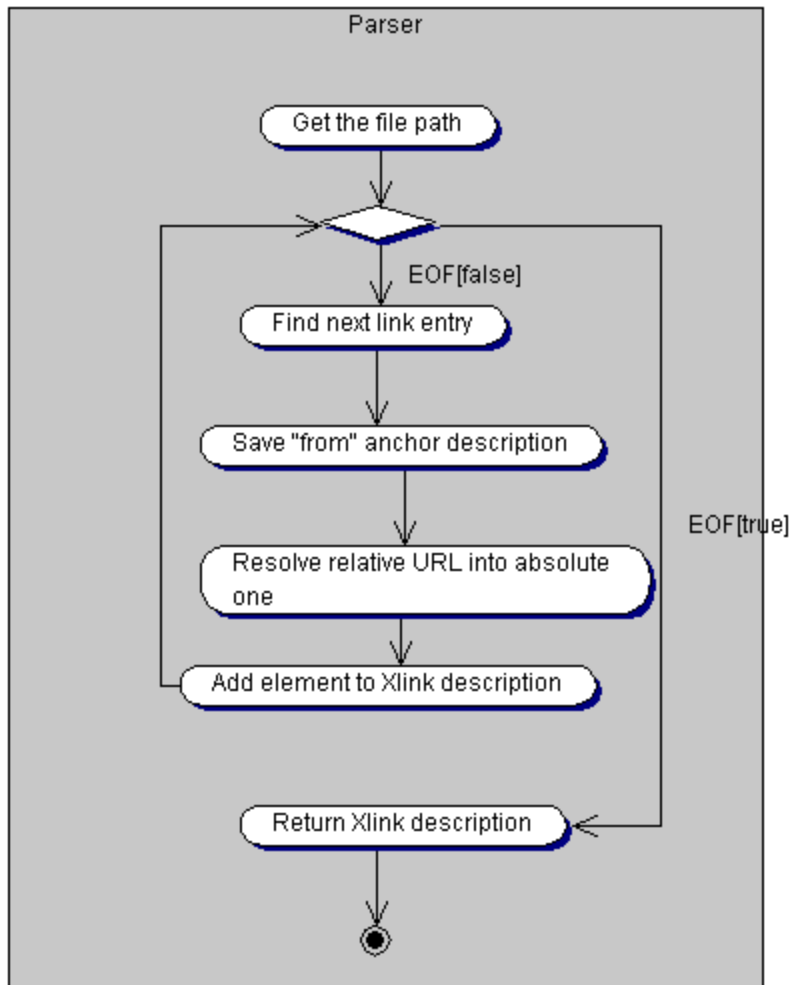 Parser
Get the file path
EOF[false]
Find next link entry
Save "from" anchor description
EOF[true]
Resolve relative URL into absolute
one
Add element to Xlink description
Return Xlink description